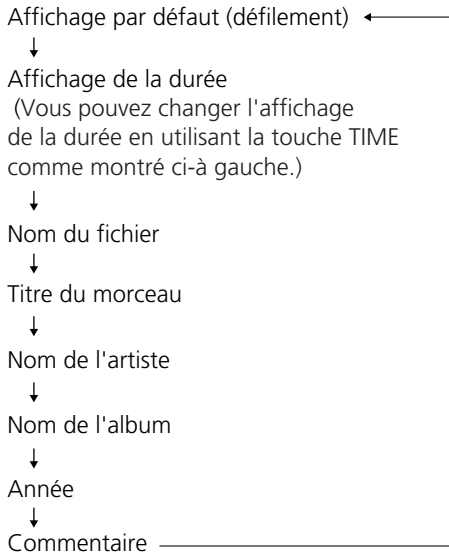 Affichage par défaut (défilement)
Affichage de la durée
(Vous pouvez changer l'affichage
de la durée en utilisant la touche TIME
comme montré ci-à gauche.)
Nom du fichier
Titre du morceau
Nom de l'artiste
Nom de l'album
Année
Commentaire